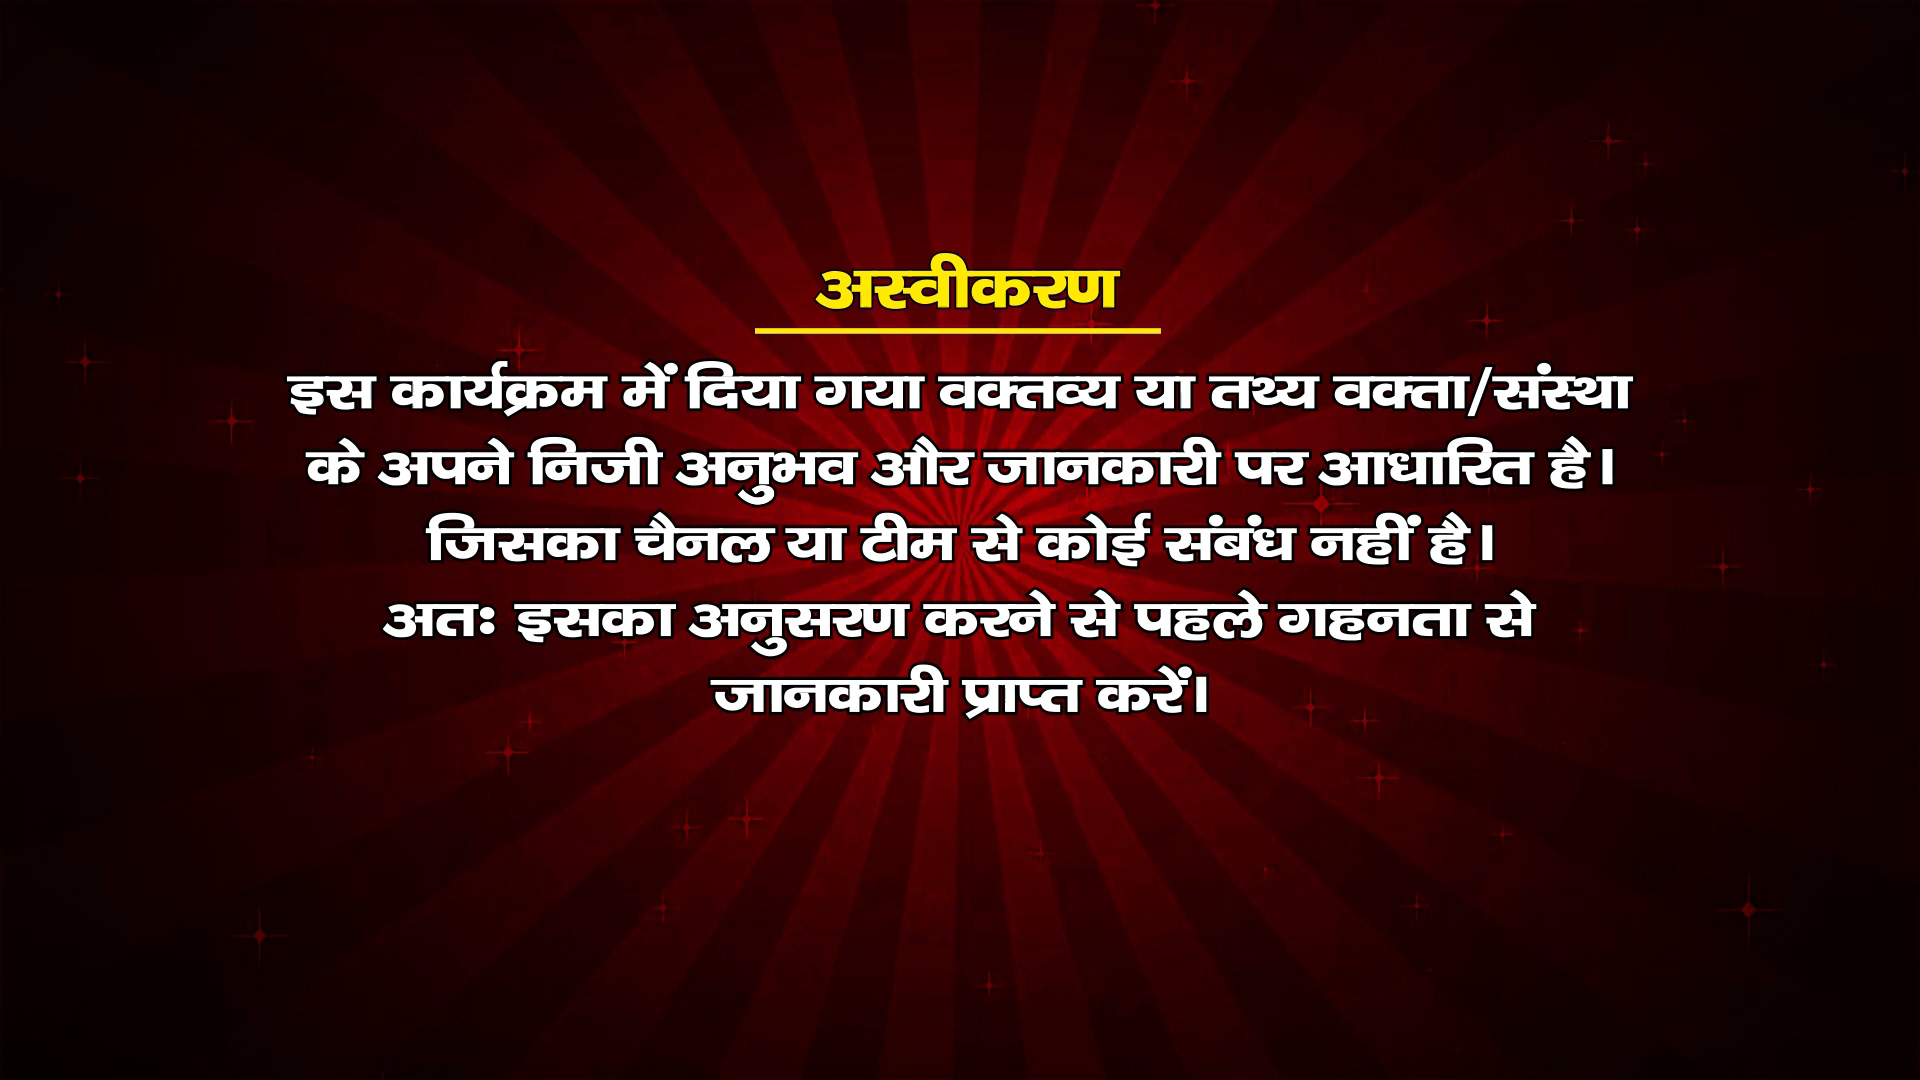 अस्वीकरण
इस कार्यक्रम में दिया गया वक्तव्य या तथ्य वक्ता/संस्था
के अपने निजी अनुभव और जानकारी पर आधारित है।
जिसका चैनल या टीम से कोई संबंध नहीं है।
अतः इसका अनुसरण करने से पहले गहनता से
जानकारी प्राप्त करें।